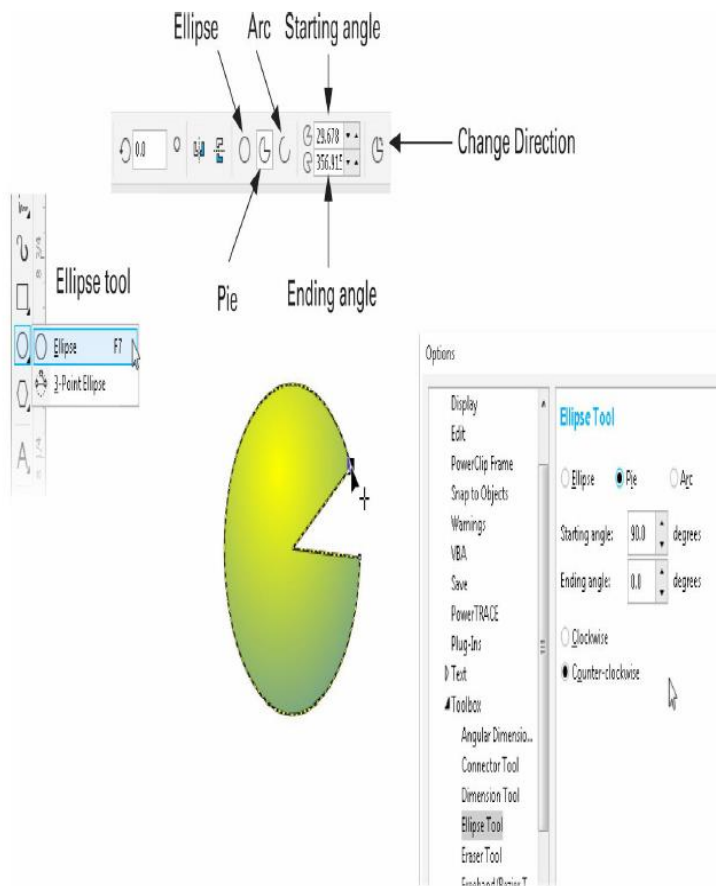 Ellipse Arc Starting angle
0.0
29.678
356.915
Change Direction
Ellipse tool
Pie
Ending angle
Ellipse F7
3-Point Ellipse
Options
Display
Edit
PowerClip Frame
Snap to Objects
Warnings
VBA
Save
PowerTRACE
Plug-Ins
Text
Toolbox
Angular Dimensio...
Connector Tool
Dimension Tool
Ellipse Tool
Eraser Tool
Freehand/Bezier T
Ellipse Tool
Ellipse Pie Arc
Starting angle: 90.0 degrees
Ending angle: 0.0 degrees
Clockwise
Counter-clockwise